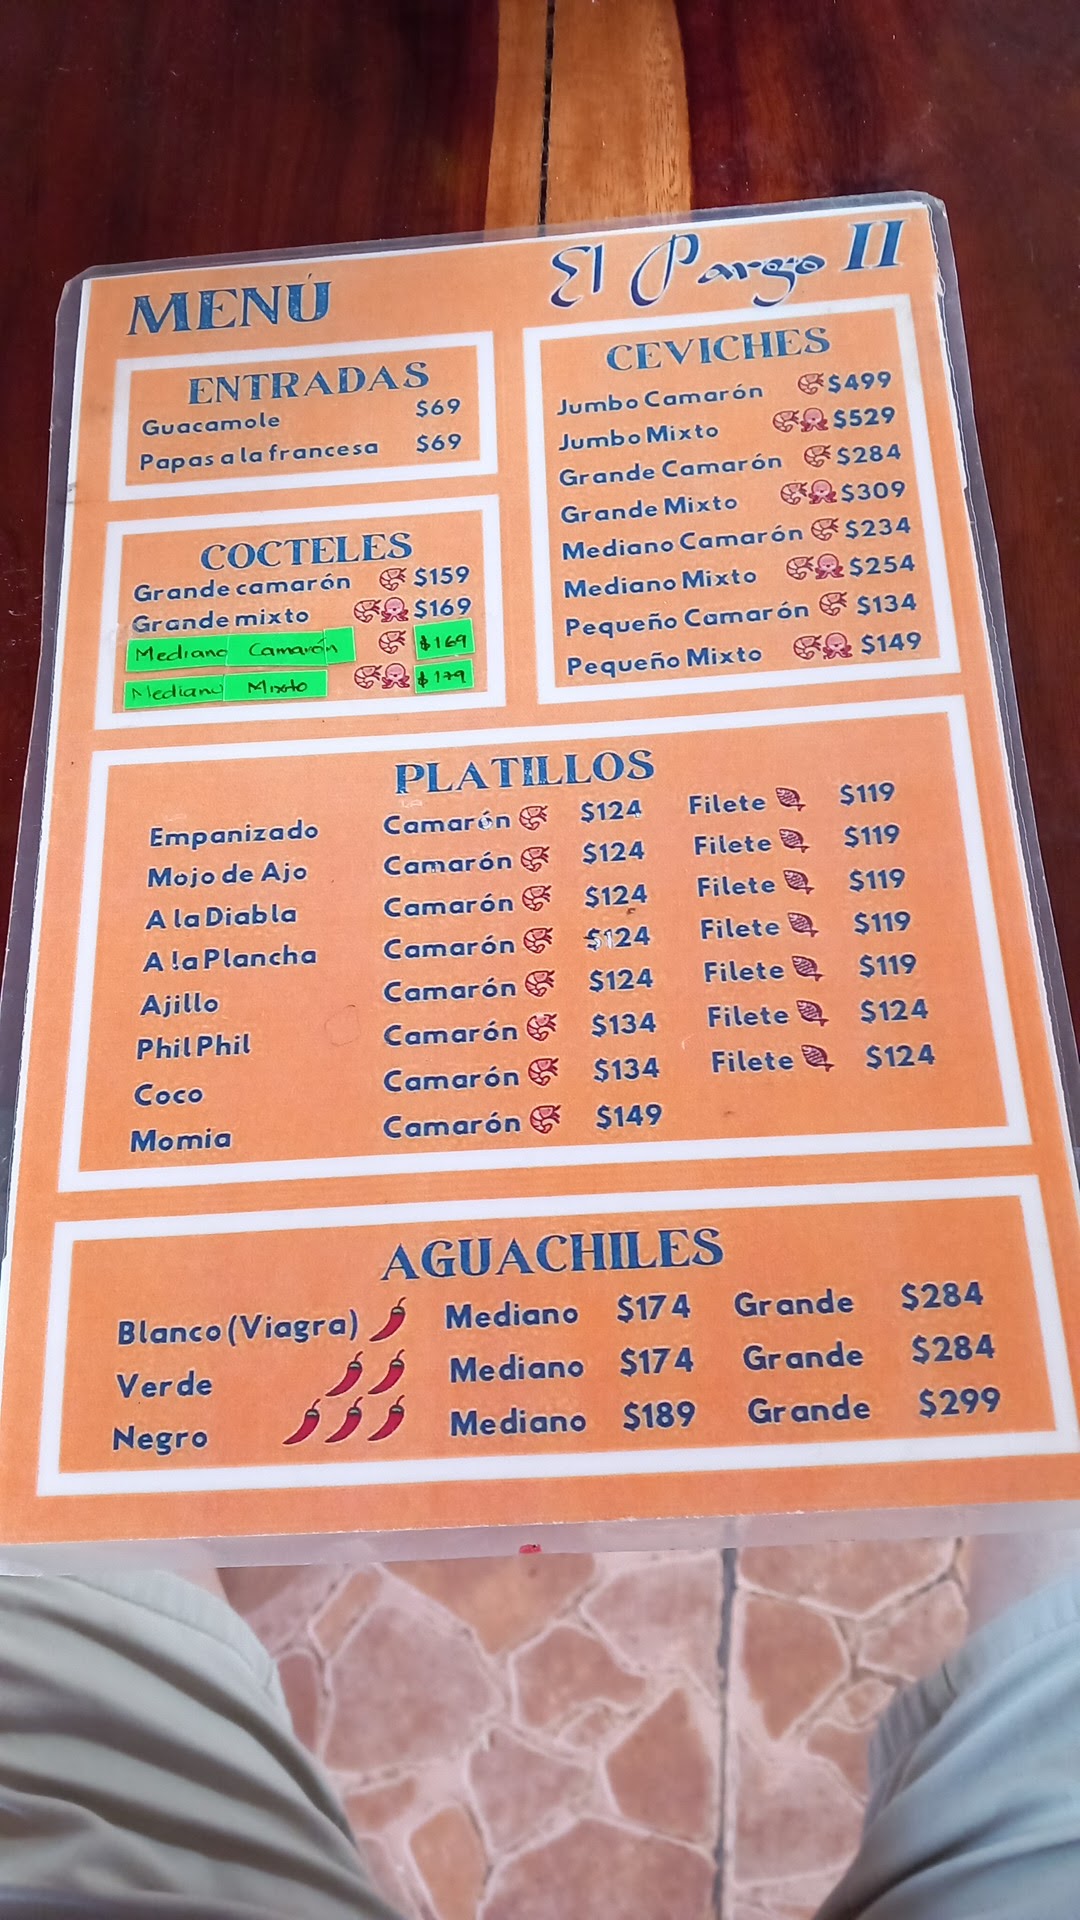 El Pargo II
MENÚ
ENTRADAS
Guacamole $69
Papas a la francesa $69
COCTELES
Grande camarón $159
Grande mixto $169
Mediano Camarón $169
Mediano Mixto $179
CEVICHES
Jumbo Camarón $499
Jumbo Mixto $529
Grande Camarón $284
Grande Mixto $309
Mediano Camarón $234
Mediano Mixto $254
Pequeño Camarón $134
Pequeño Mixto $149
PLATILLOS
Empanizado Camarón $124 Filete $119
Mojo de Ajo Camarón $124 Filete $119
A la Diabla Camarón $124 Filete $119
A la Plancha Camarón $124 Filete $119
Ajillo Camarón $124 Filete $119
Phil Phil Camarón $134 Filete $124
Coco Camarón $134 Filete $124
Momia Camarón $149
AGUACHILES
Blanco (Viagra) Mediano $174 Grande $284
Verde Mediano $174 Grande $284
Negro Mediano $189 Grande $299